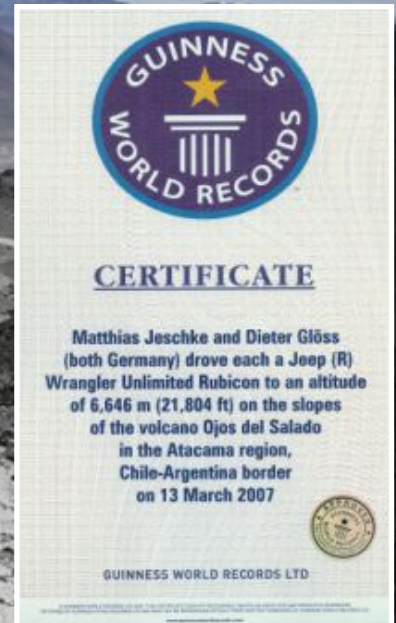 GUINNESS
WORLD RECORDS
CERTIFICATE
Matthias Jeschke and Dieter Glöss
(both Germany) drove each a Jeep (R)
Wrangler Unlimited Rubicon to an altitude
of 6,646 m (21,804 ft) on the slopes
of the volcano Ojos del Salado
in the Atacama region,
Chile-Argentina border
on 13 March 2007
GUINNESS WORLD RECORDS LTD